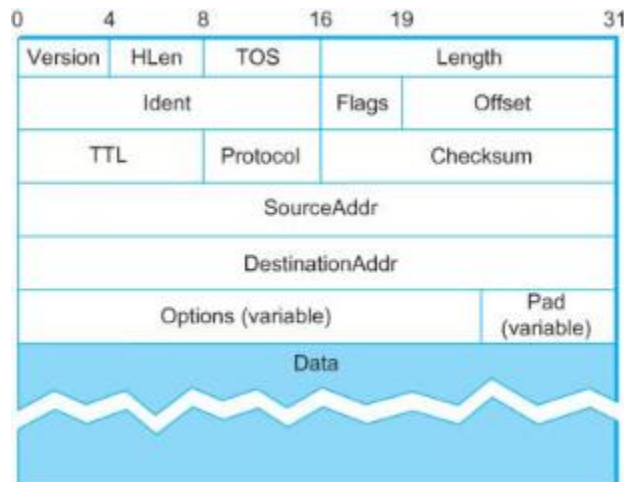 0 4 8 16 19 31
Version HLen TOS Length
Ident Flags Offset
TTL Protocol Checksum
SourceAddr
DestinationAddr
Options (variable) Pad
(variable)
Data